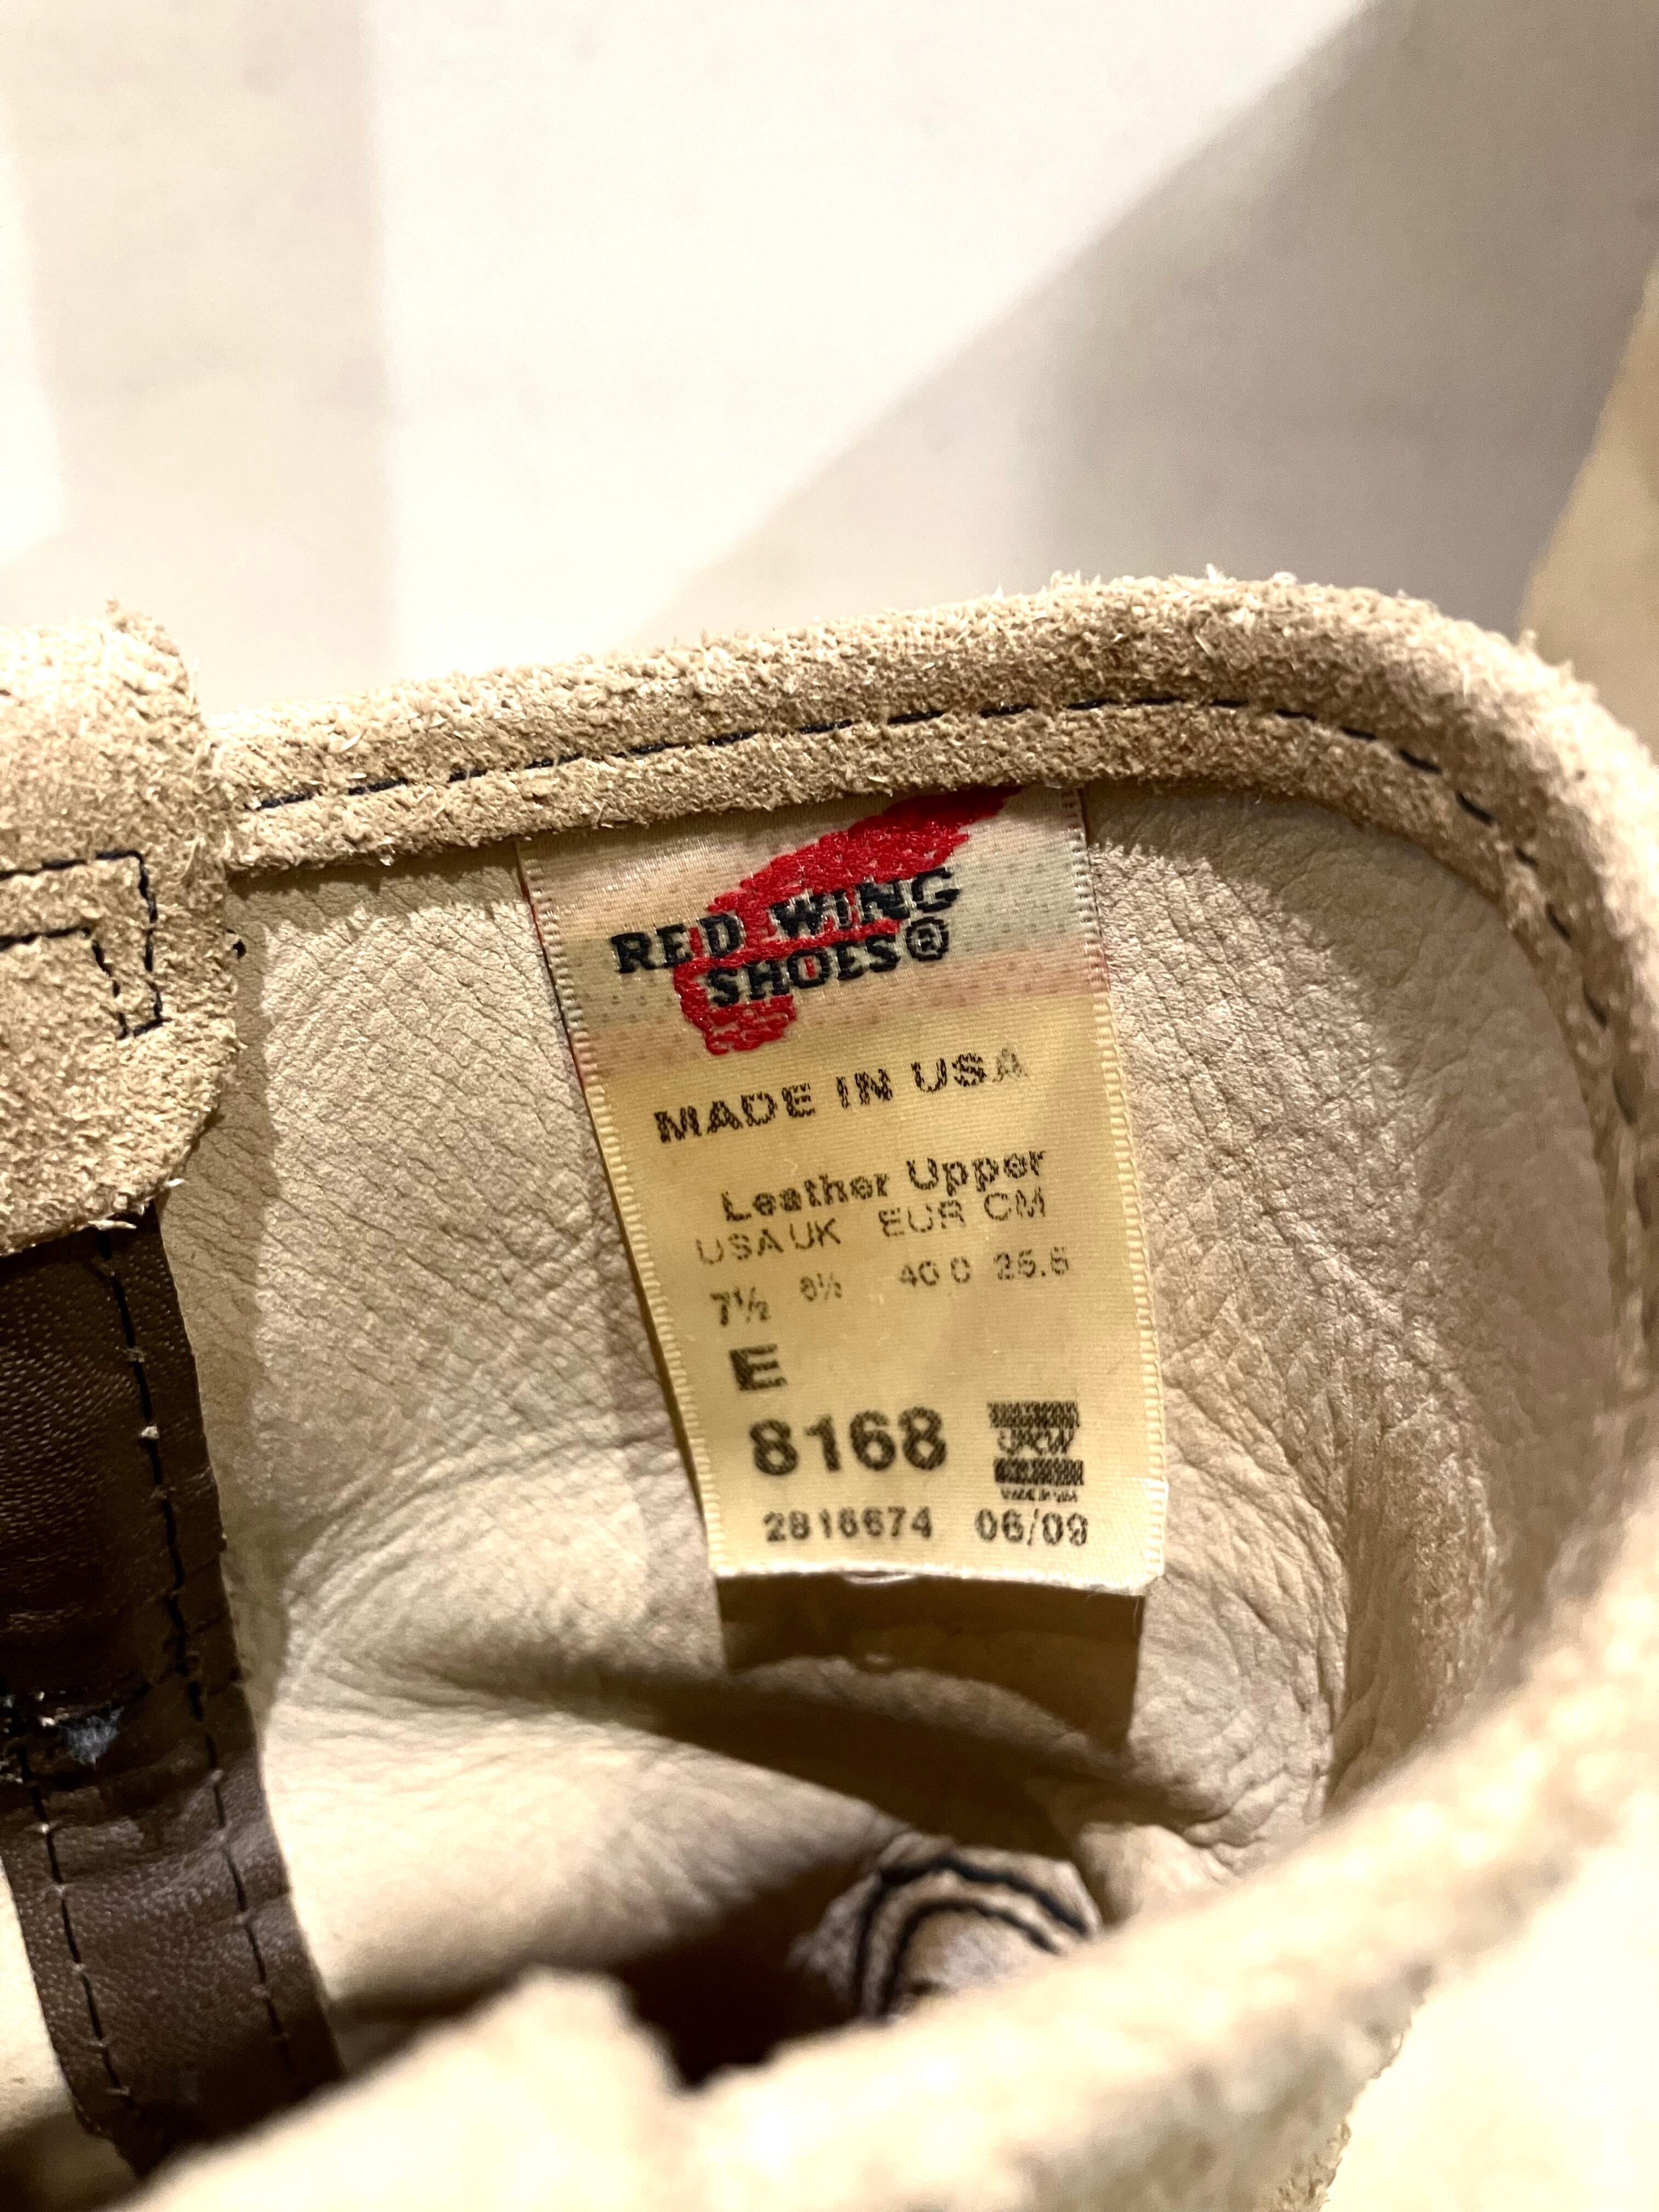 RED WING
SHOES®
MADE IN USA
Leather Upper
USA UK EUR CM
7½ 6½ 40 25.5
E
8168
2816674 06/09